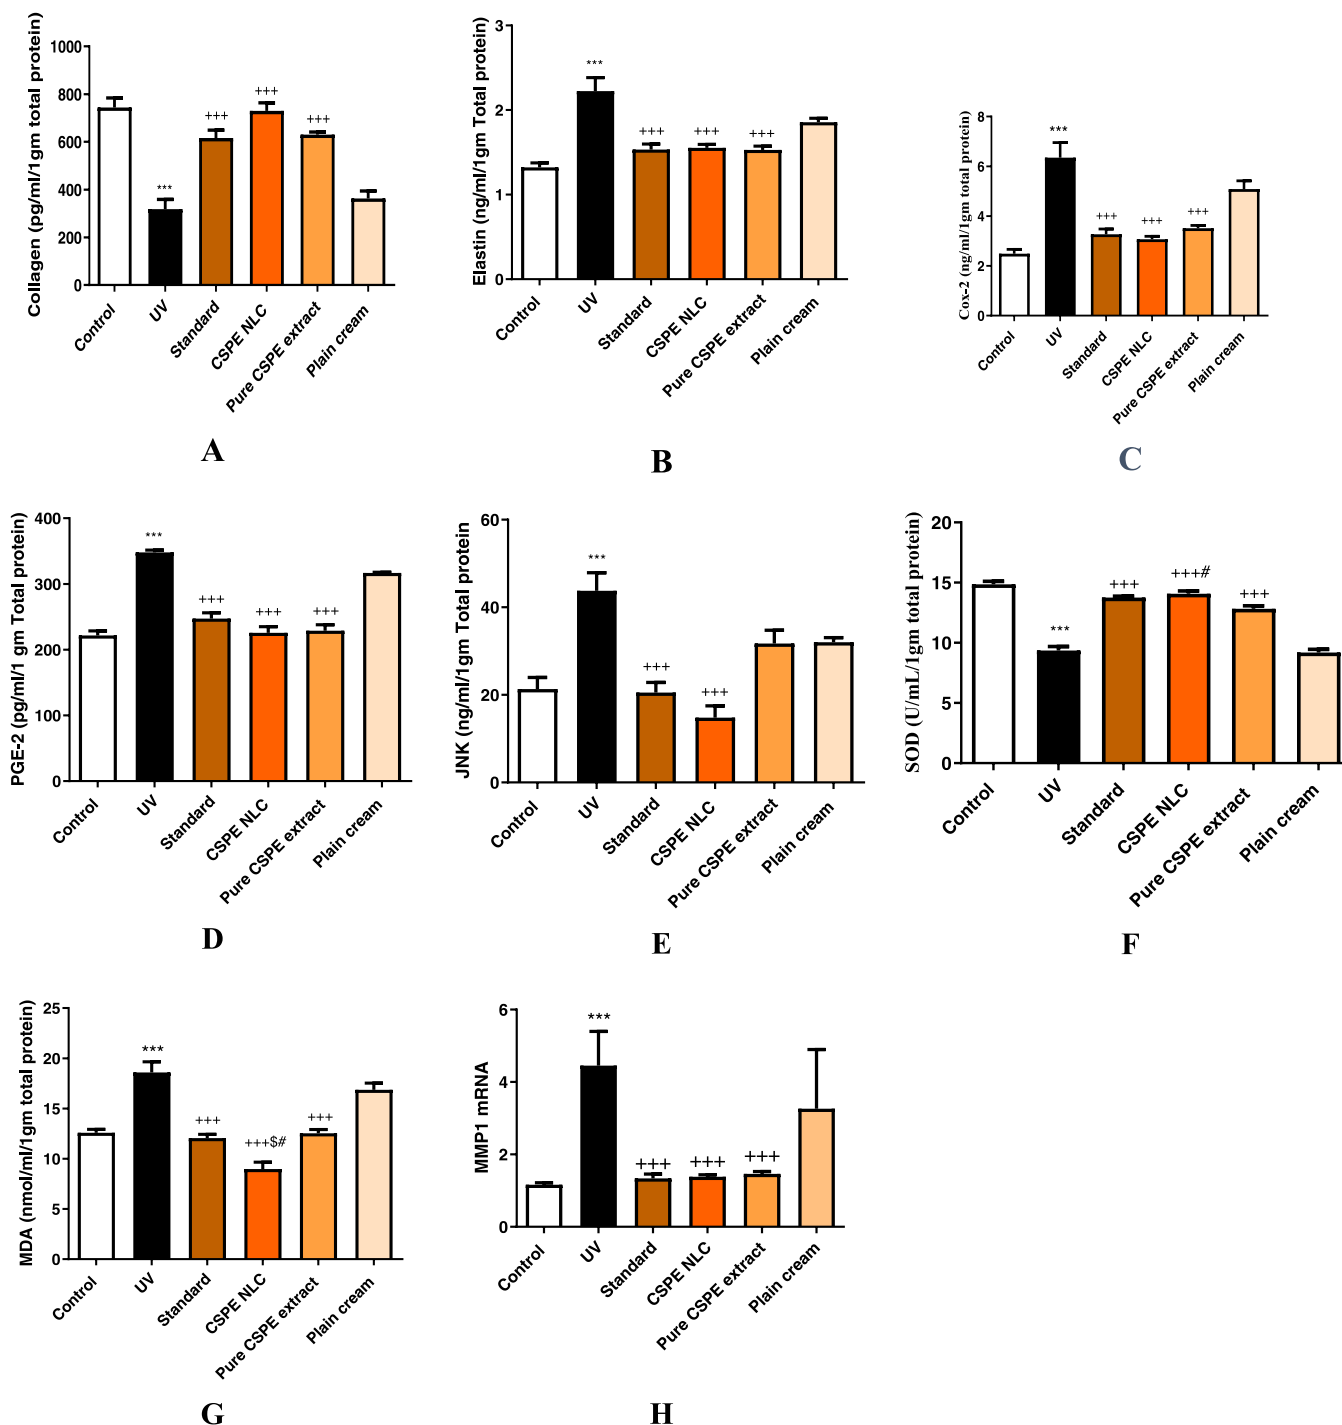 Collagen (pg/ml/1gm total protein)
1000
800
600
400
200
0
***
+++
+++
+++
Control
UV
Standard
CSPE NLC
Pure CSPE extract
Plain cream
A
Elastin (ng/ml/1gm Total protein)
3
2
1
0
***
+++
+++
+++
Control
UV
Standard
CSPE NLC
Pure CSPE extract
Plain cream
B
Cox-2 (ng/ml/1gm total protein)
8
6
4
2
0
***
+++
+++
+++
Control
UV
Standard
CSPE NLC
Pure CSPE extract
Plain cream
C
PGE-2 (pg/ml/1 gm Total protein)
400
300
200
100
0
***
+++
+++
+++
Control
UV
Standard
CSPE NLC
Pure CSPE extract
Plain cream
D
JNK (ng/ml/1gm Total protein
60
40
20
0
***
+++
+++
Control
UV
Standard
CSPE NLC
Pure CSPE extract
Plain cream
E
SOD (U/mL/1gm total protein)
20
15
10
5
0
***
+++
+++#
+++
Control
UV
Standard
CSPE NLC
Pure CSPE extract
Plain cream
F
MDA (nmol/ml/1gm total protein)
25
20
15
10
5
0
***
+++
+++$#
+++
Control
UV
Standard
CSPE NLC
Pure CSPE extract
Plain cream
G
MMP1 mRNA
6
4
2
0
***
+++
+++
+++
Control
UV
Standard
CSPE NLC
Pure CSPE extract
Plain cream
H